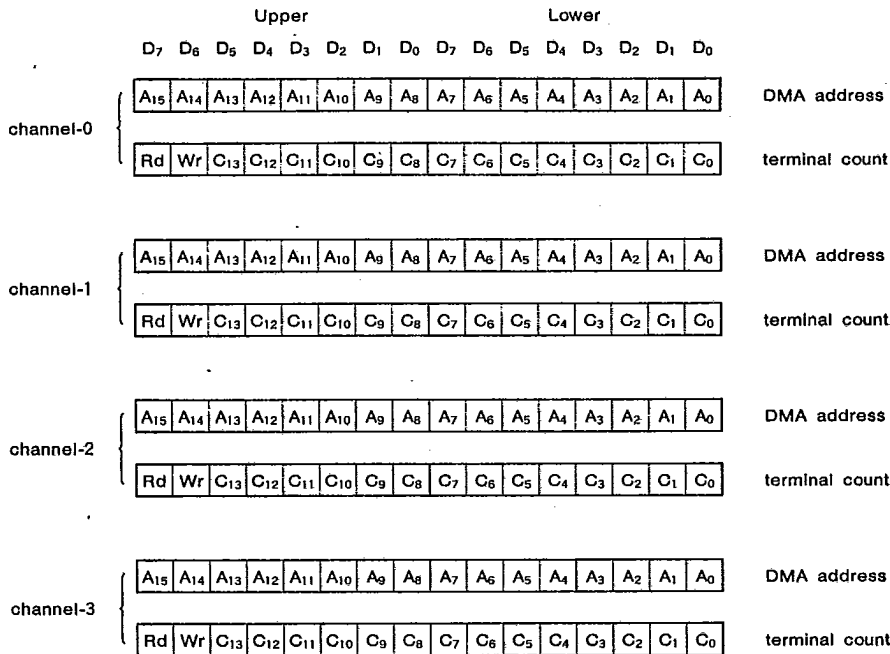 Upper Lower
D₇ D₆ D₅ D₄ D₃ D₂ D₁ D₀ D₇ D₆ D₅ D₄ D₃ D₂ D₁ D₀
A₁₅ A₁₄ A₁₃ A₁₂ A₁₁ A₁₀ A₉ A₈ A₇ A₆ A₅ A₄ A₃ A₂ A₁ A₀ DMA address
channel-0
Rd Wr C₁₃ C₁₂ C₁₁ C₁₀ C₉ C₈ C₇ C₆ C₅ C₄ C₃ C₂ C₁ C₀ terminal count
A₁₅ A₁₄ A₁₃ A₁₂ A₁₁ A₁₀ A₉ A₈ A₇ A₆ A₅ A₄ A₃ A₂ A₁ A₀ DMA address
channel-1
Rd Wr C₁₃ C₁₂ C₁₁ C₁₀ C₉ C₈ C₇ C₆ C₅ C₄ C₃ C₂ C₁ C₀ terminal count
A₁₅ A₁₄ A₁₃ A₁₂ A₁₁ A₁₀ A₉ A₈ A₇ A₆ A₅ A₄ A₃ A₂ A₁ A₀ DMA address
channel-2
Rd Wr C₁₃ C₁₂ C₁₁ C₁₀ C₉ C₈ C₇ C₆ C₅ C₄ C₃ C₂ C₁ C₀ terminal count
A₁₅ A₁₄ A₁₃ A₁₂ A₁₁ A₁₀ A₉ A₈ A₇ A₆ A₅ A₄ A₃ A₂ A₁ A₀ DMA address
channel-3
Rd Wr C₁₃ C₁₂ C₁₁ C₁₀ C₉ C₈ C₇ C₆ C₅ C₄ C₃ C₂ C₁ C₀ terminal count